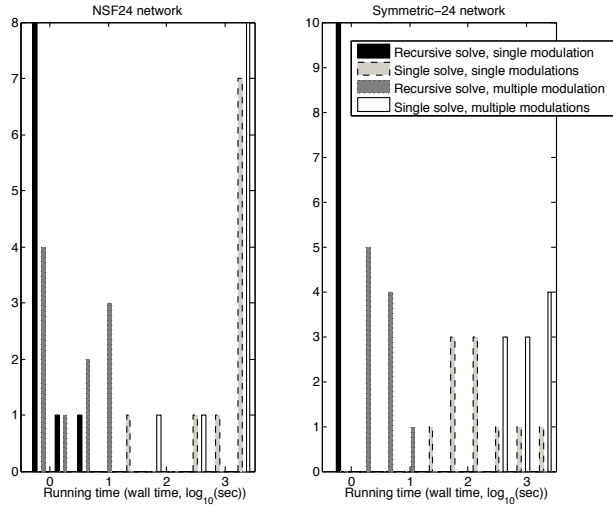 NSF24 network
8
7
6
5
4
3
2
1
0
0 1 2 3
Running time (wall time, log10(sec))
Symmetric−24 network
10
9
8
7
6
5
4
3
2
1
0
0 1 2 3
Running time (wall time, log10(sec))
Recursive solve, single modulation
Single solve, single modulations
Recursive solve, multiple modulation
Single solve, multiple modulations